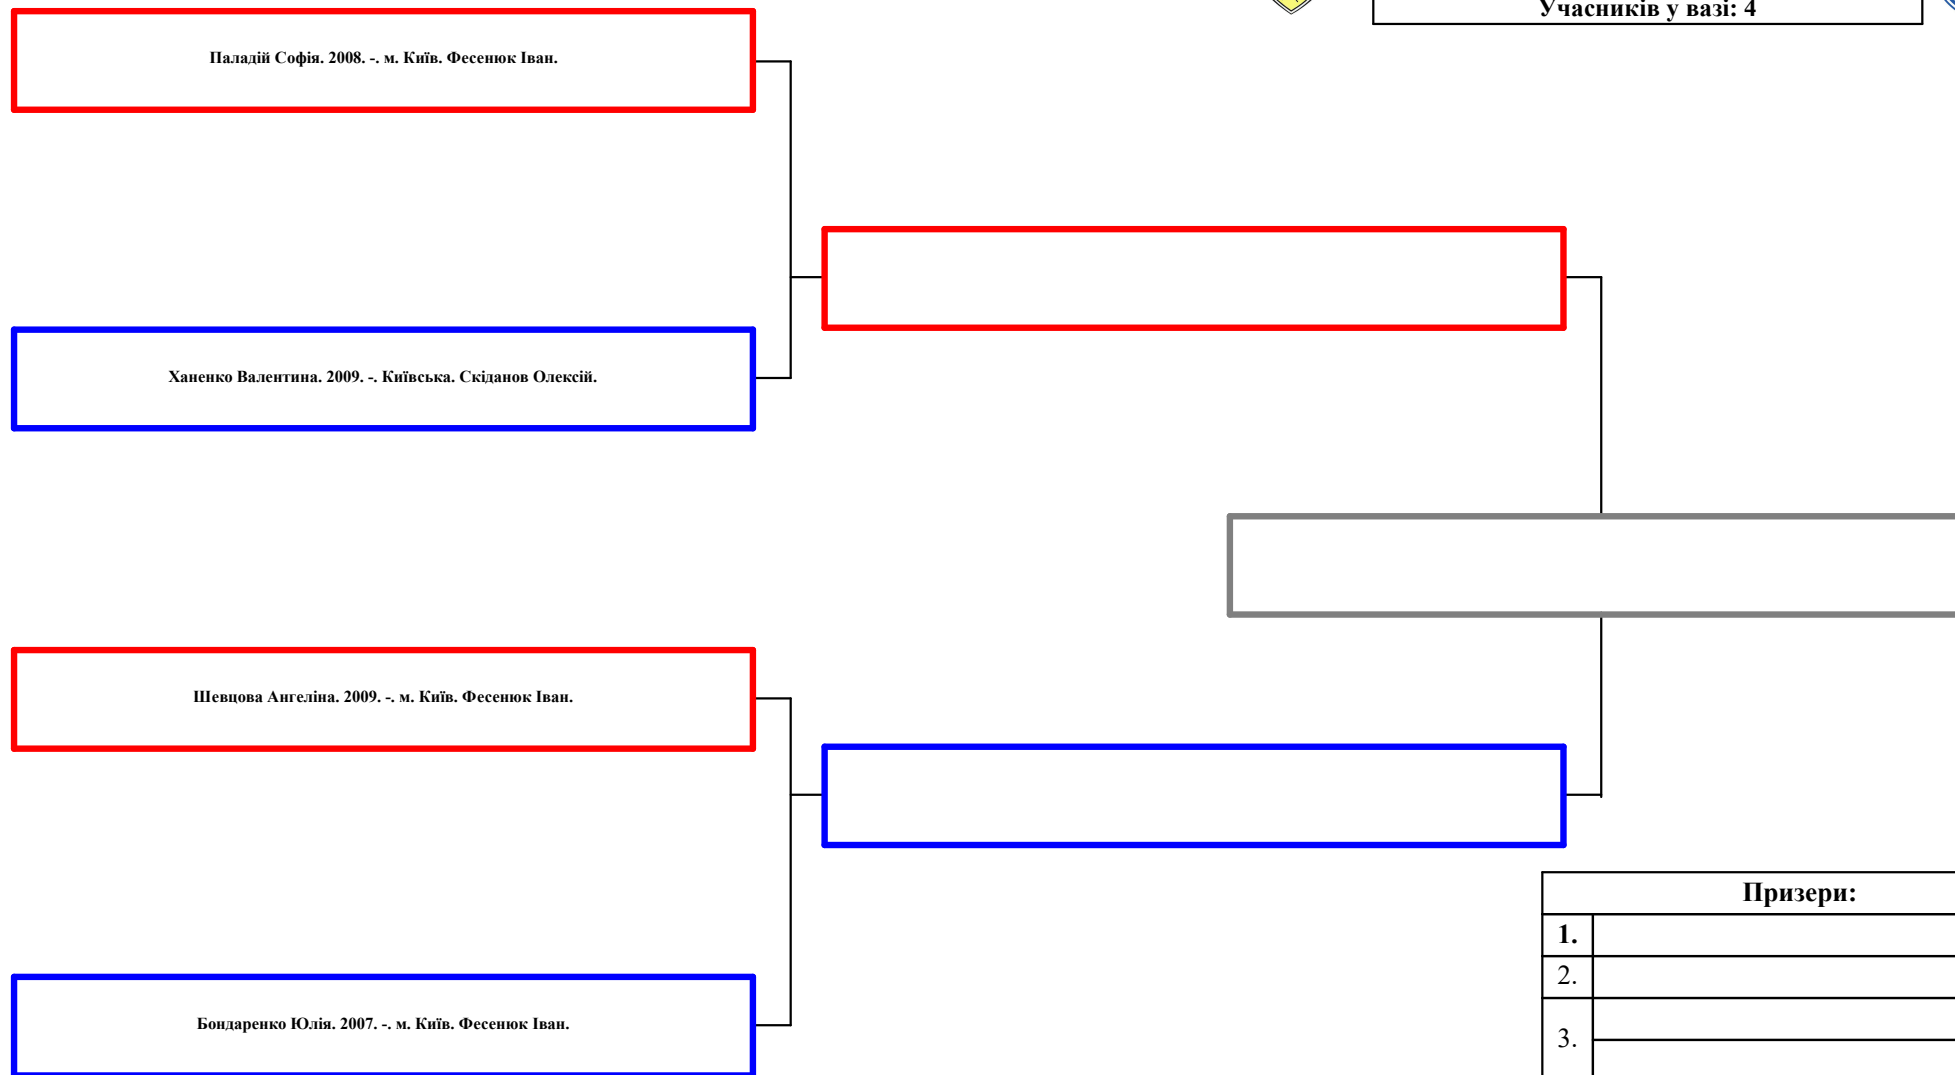 Учасників у вазі: 4
Паладій Софія. 2008. -. м. Київ. Фесенюк Іван.
Ханенко Валентина. 2009. -. Київська. Скіданов Олексій.
Шевцова Ангеліна. 2009. -. м. Київ. Фесенюк Іван.
Бондаренко Юлія. 2007. -. м. Київ. Фесенюк Іван.
Призери:
1.
2.
3.